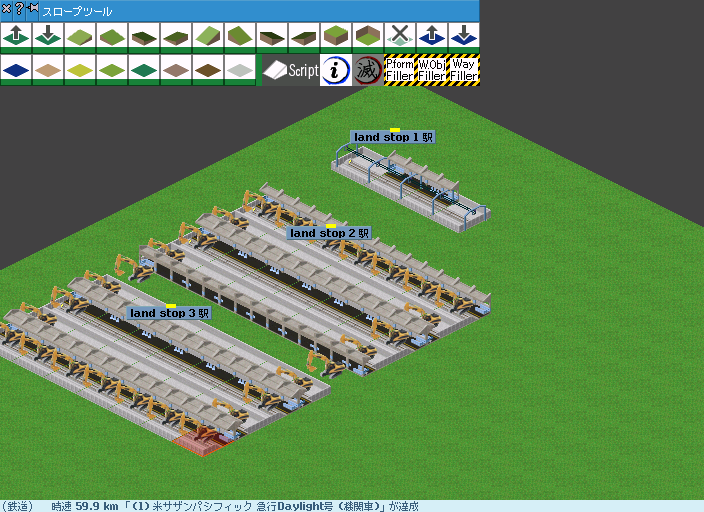 スロープツール
Script
滅
P.form Filler
W.Obj Filler
Way Filler
land stop 1 駅
land stop 2 駅
land stop 3 駅
(鉄道) 時速 59.9 km「(1) 米サザンパシフィック 急行Daylight号 (機関車)」が達成